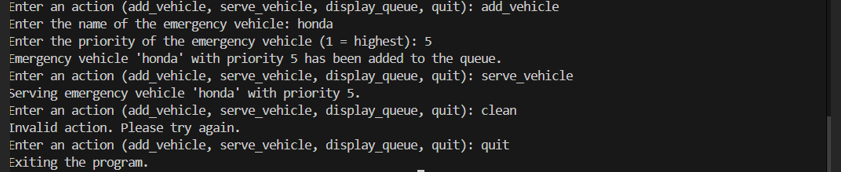 Enter an action (add_vehicle, serve_vehicle, display_queue, quit): add_vehicle
Enter the name of the emergency vehicle: honda
Enter the priority of the emergency vehicle (1 = highest): 5
Emergency vehicle 'honda' with priority 5 has been added to the queue.
Enter an action (add_vehicle, serve_vehicle, display_queue, quit): serve_vehicle
Serving emergency vehicle 'honda' with priority 5.
Enter an action (add_vehicle, serve_vehicle, display_queue, quit): clean
Invalid action. Please try again.
Enter an action (add_vehicle, serve_vehicle, display_queue, quit): quit
Exiting the program.